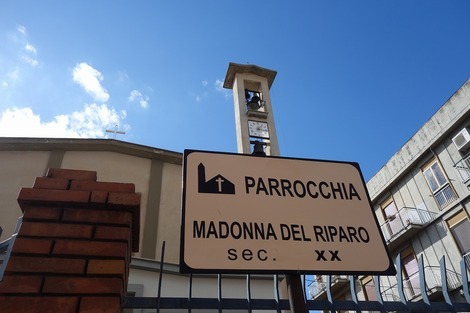 PARROCCHIA
MADONNA DEL RIPARO
sec. XX